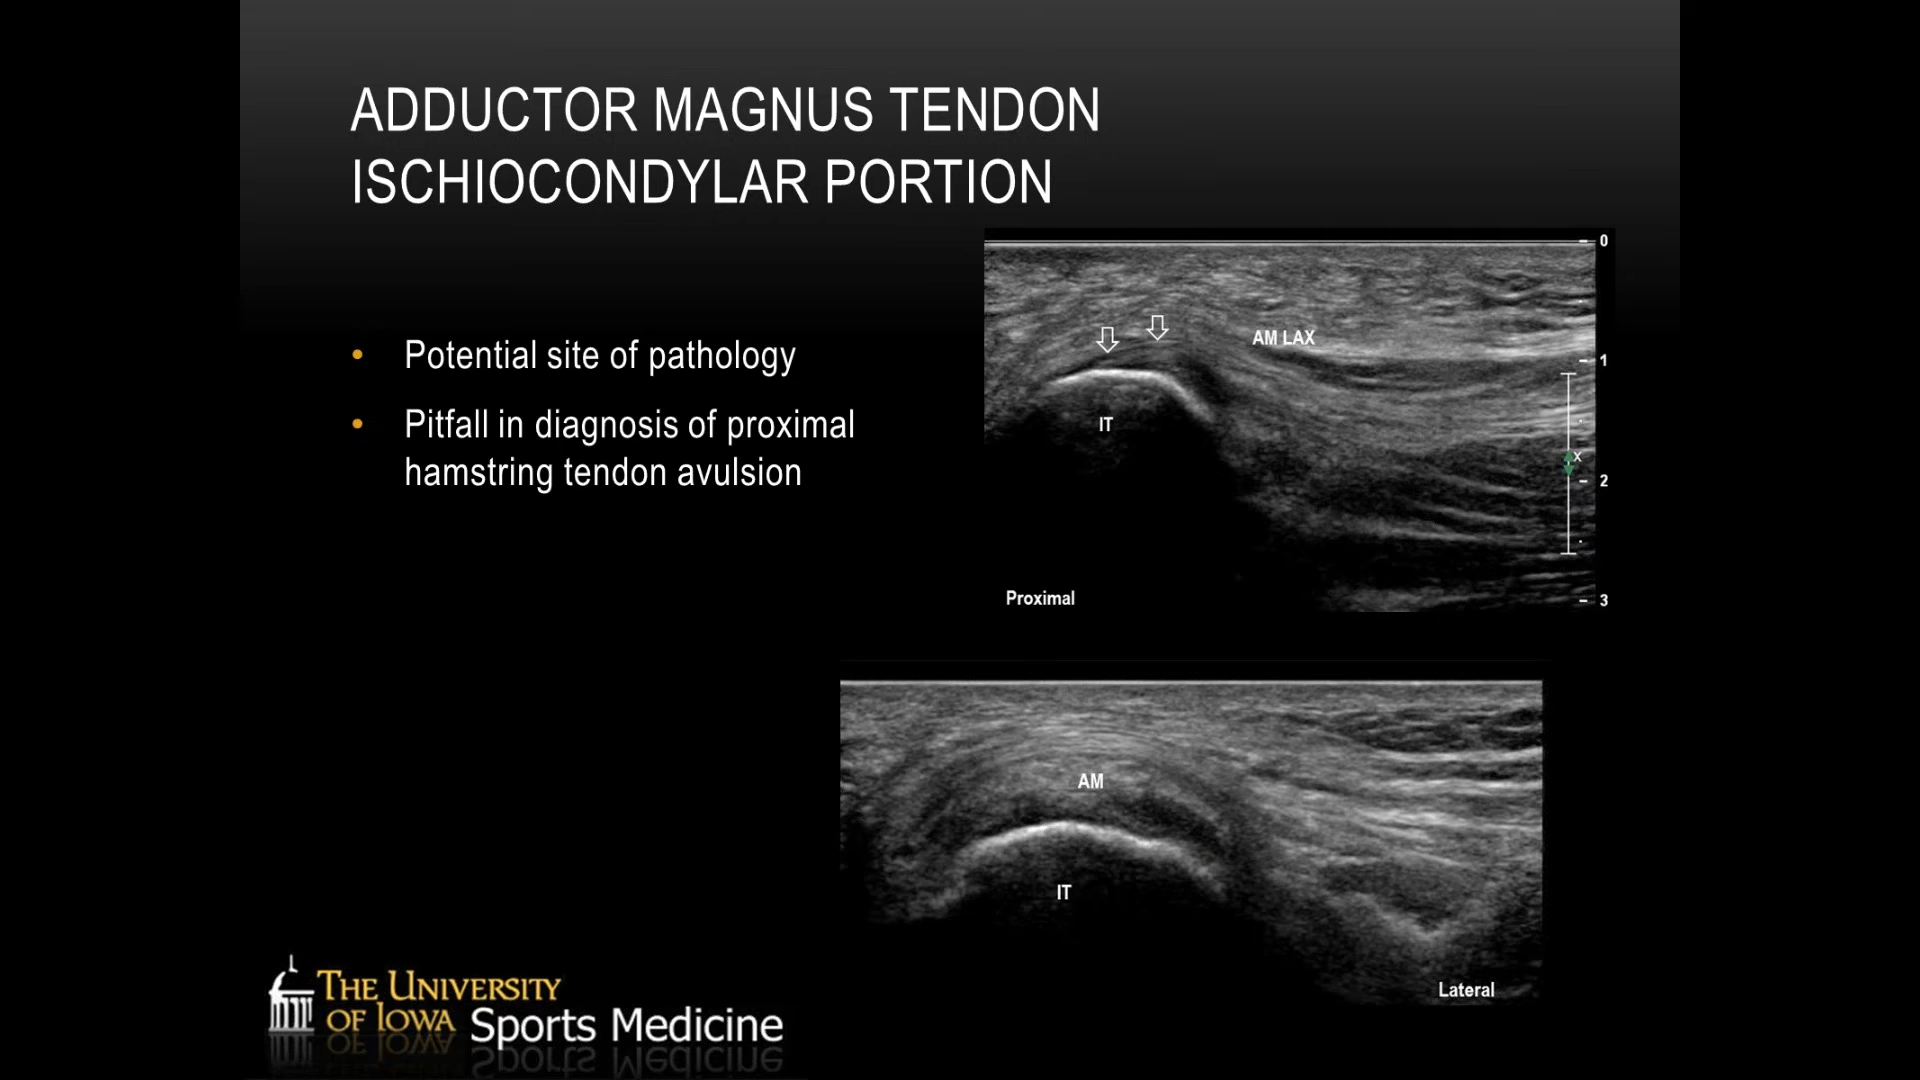 ADDUCTOR MAGNUS TENDON
ISCHIOCONDYLAR PORTION
• Potential site of pathology
• Pitfall in diagnosis of proximal
hamstring tendon avulsion
0
AM LAX
1
IT
x
2
Proximal
3
AM
IT
Lateral
THE UNIVERSITY
OF IOWA Sports Medicine